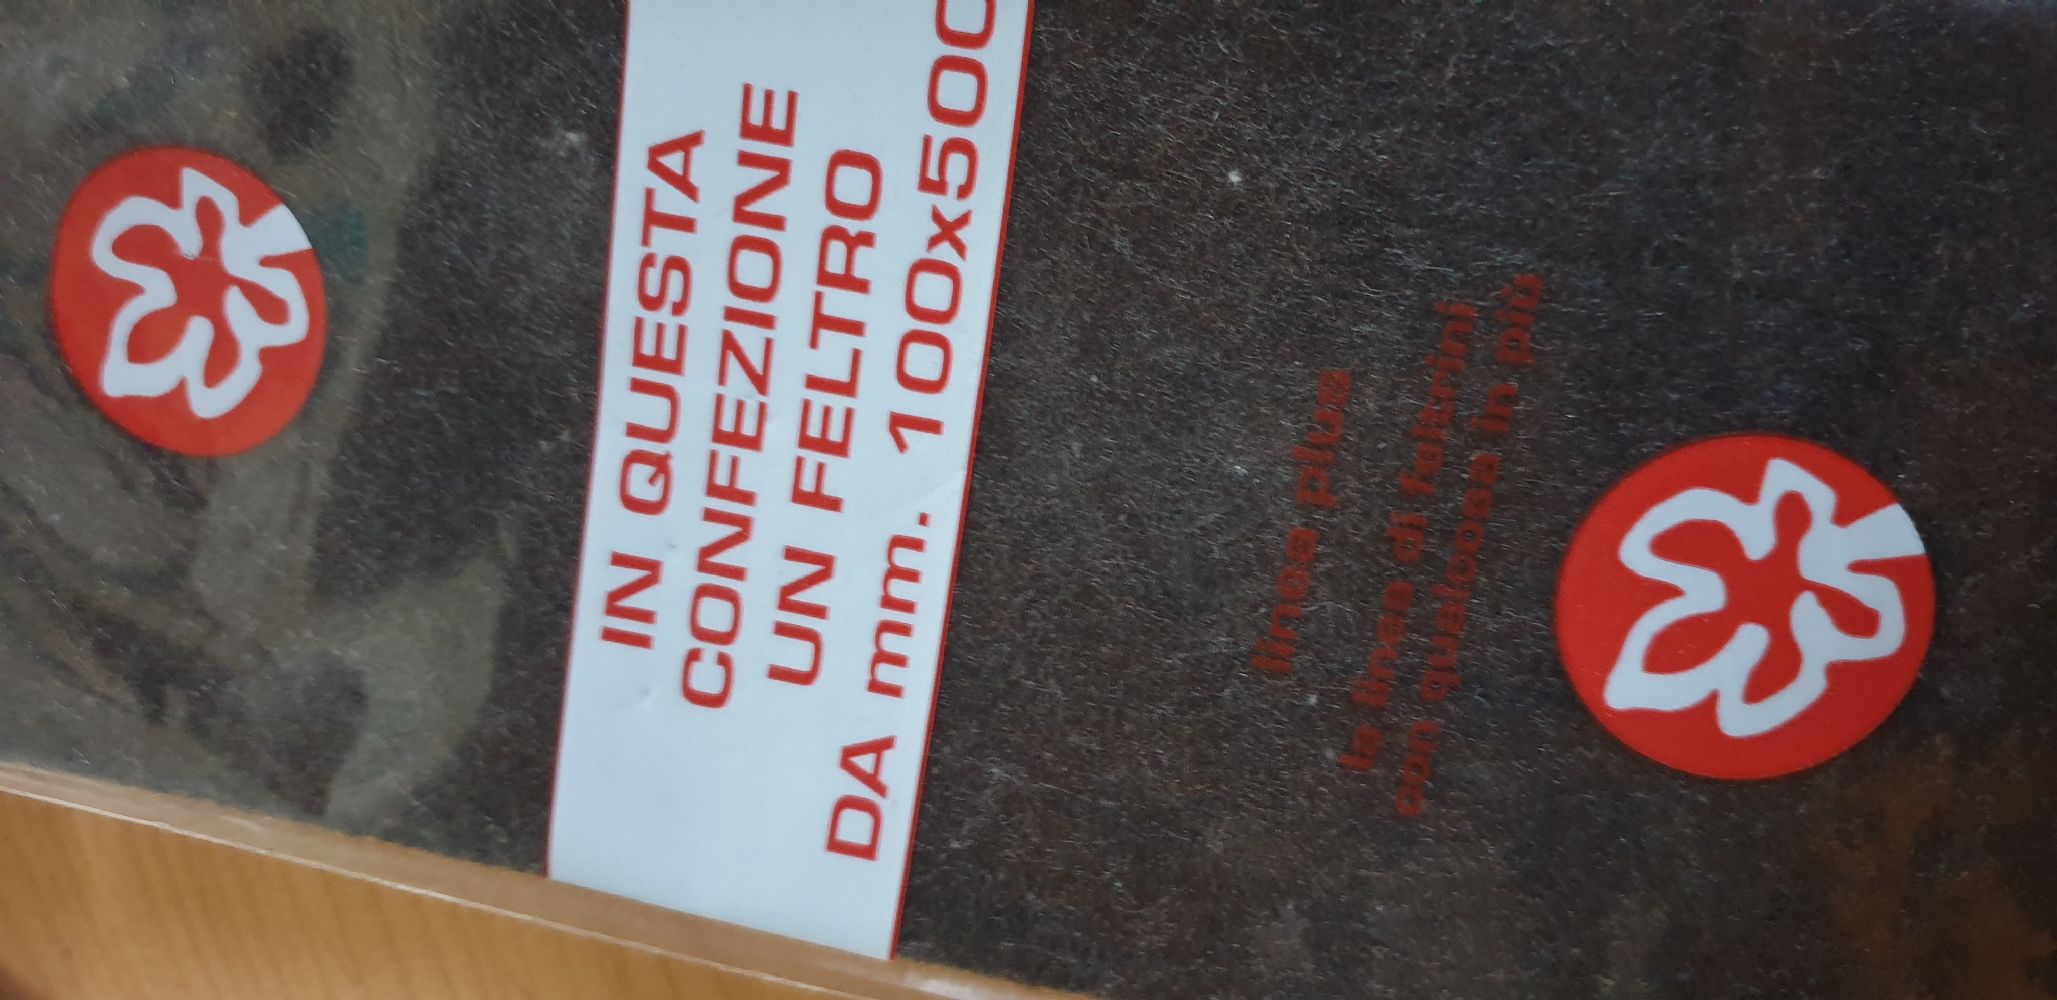 IN QUESTA
CONFEZIONE
UN FELTRO
DA mm. 100x500
linea plus
la linea di feltrini
con qualcosa in più